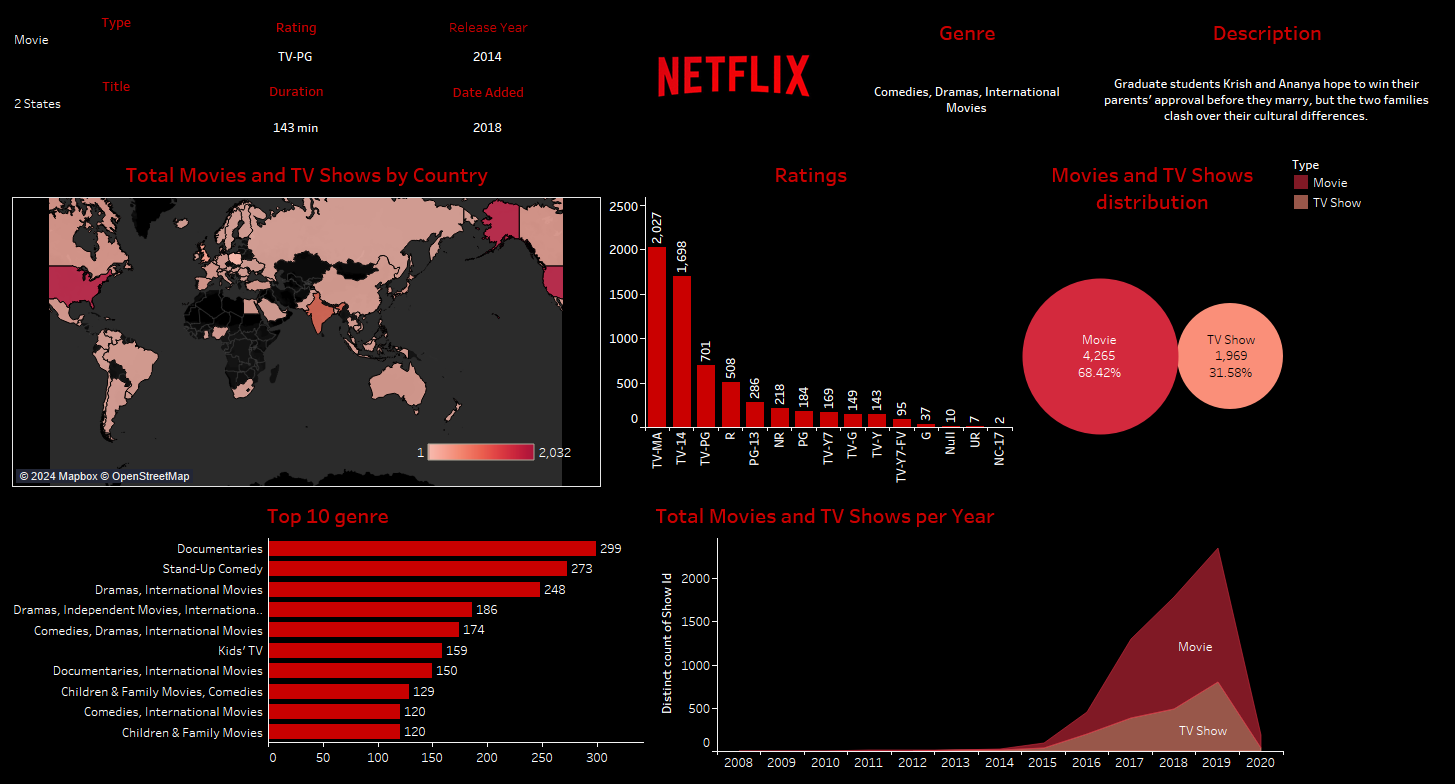 Type
Movie
Title
2 States
Rating
TV-PG
Duration
143 min
Release Year
2014
Date Added
2018
NETFLIX
Genre
Comedies, Dramas, International
Movies
Description
Graduate students Krish and Ananya hope to win their
parents’ approval before they marry, but the two families
clash over their cultural differences.
Total Movies and TV Shows by Country
1
2,032
© 2024 Mapbox © OpenStreetMap
Ratings
2500
2000
1500
1000
500
0
2,027
1,698
701
508
286
218
184
169
149
143
95
37
10
7
2
TV-MA
TV-14
TV-PG
R
PG-13
NR
PG
TV-Y7
TV-G
TV-Y
TV-Y7-FV
G
Null
UR
NC-17
Movies and TV Shows
distribution
Type
Movie
TV Show
Movie
4,265
68.42%
TV Show
1,969
31.58%
Top 10 genre
Documentaries 299
Stand-Up Comedy 273
Dramas, International Movies 248
Dramas, Independent Movies, Internationa.. 186
Comedies, Dramas, International Movies 174
Kids’ TV 159
Documentaries, International Movies 150
Children & Family Movies, Comedies 129
Comedies, International Movies 120
Children & Family Movies 120
0 50 100 150 200 250 300
Total Movies and TV Shows per Year
Distinct count of Show Id
2000
1500
1000
500
0
Movie
TV Show
2008 2009 2010 2011 2012 2013 2014 2015 2016 2017 2018 2019 2020